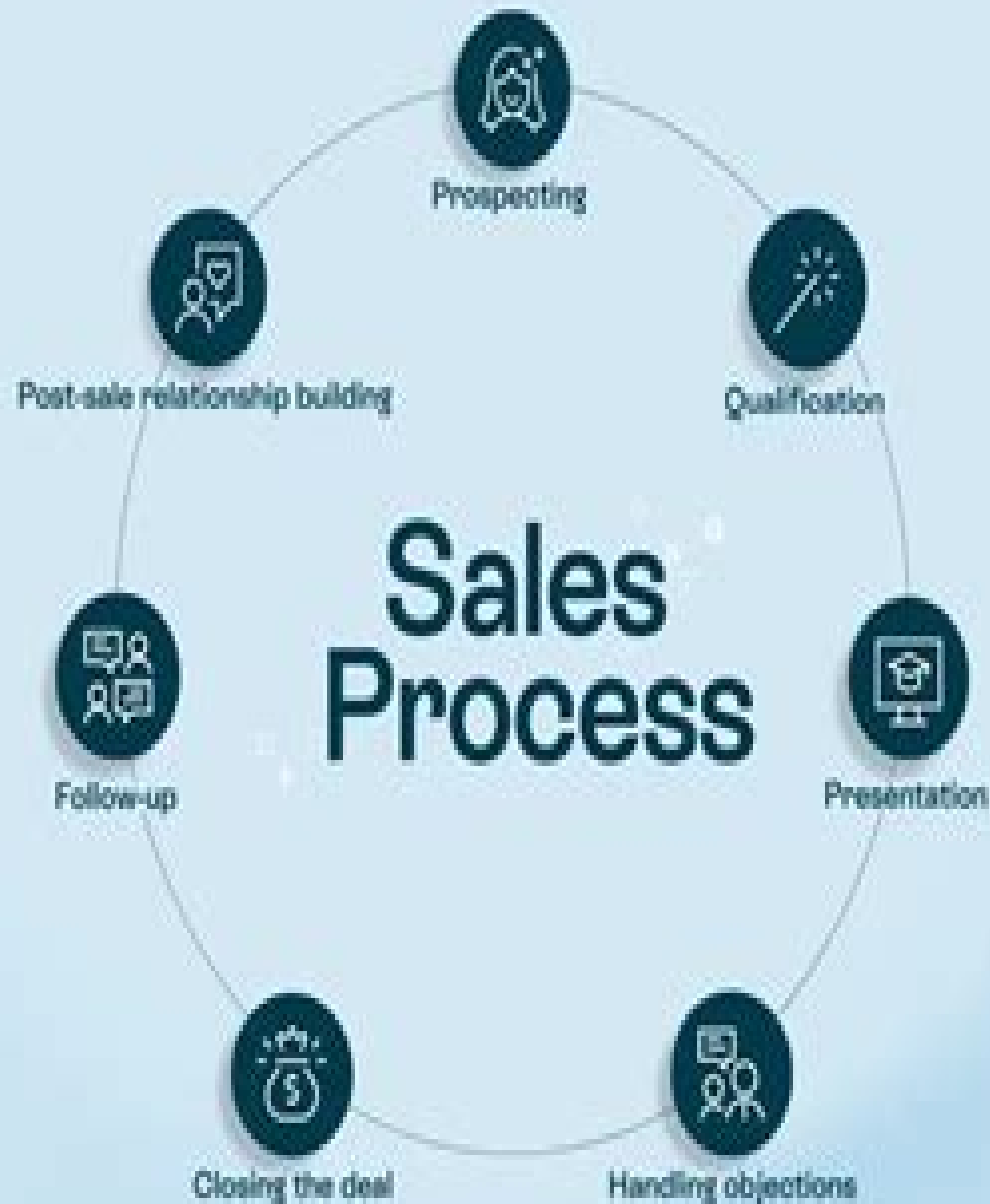 Prospecting
Qualification
Presentation
Handling objections
Closing the deal
Follow-up
Post-sale relationship building
Sales
Process
$